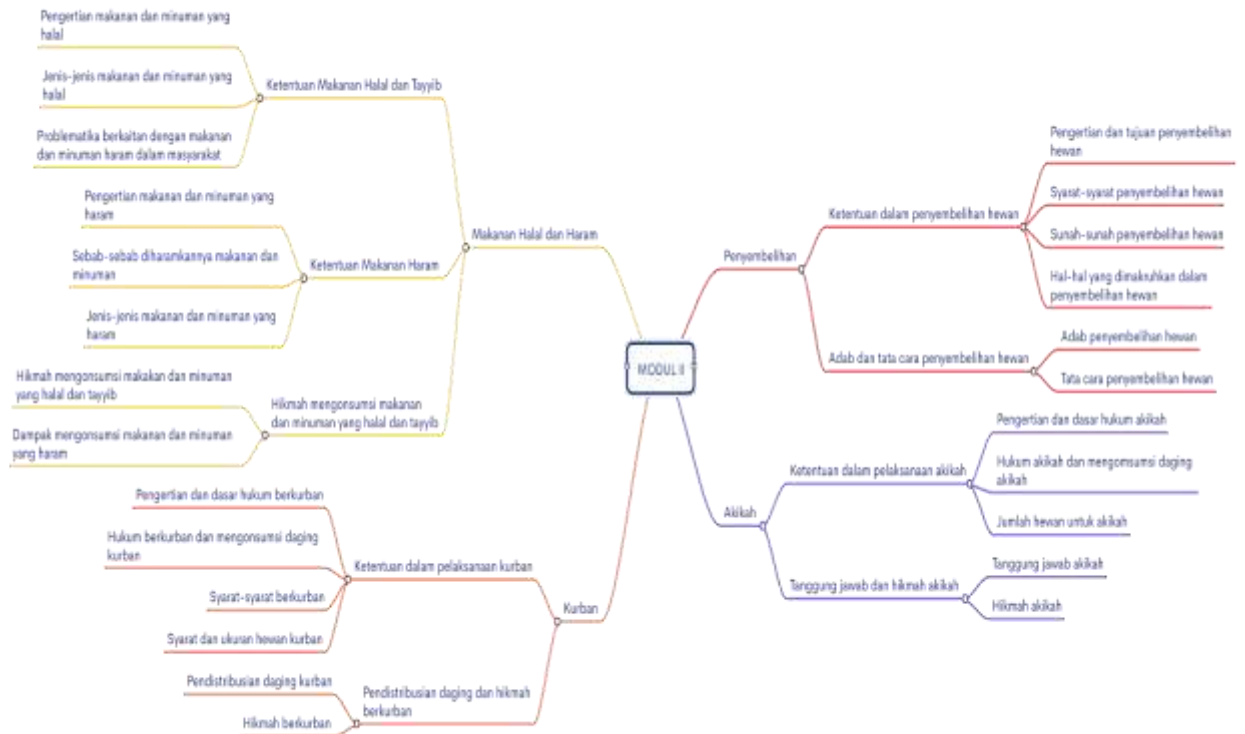 Pengertian makanan dan minuman yang
halal
Jenis-jenis makanan dan minuman yang
halal
Problematika berkaitan dengan makanan
dan minuman haram dalam masyarakat
Ketentuan Makanan Halal dan Tayyib
Pengertian makanan dan minuman yang
haram
Sebab-sebab diharamkannya makanan dan
minuman
Jenis-jenis makanan dan minuman yang
haram
Ketentuan Makanan Haram
Hikmah mengonsumsi makakan dan minuman
yang halal dan tayyib
Dampak mengonsumsi makanan dan minuman
yang haram
Hikmah mengonsumsi makanan
dan minuman yang halal dan tayyib
Makanan Halal dan Haram
Pengertian dan dasar hukum berkurban
Hukum berkurban dan mengonsumsi daging
kurban
Syarat-syarat berkurban
Syarat dan ukuran hewan kurban
Ketentuan dalam pelaksanaan kurban
Pendistribusian daging kurban
Hikmah berkurban
Pendistribusian daging dan hikmah
berkurban
Kurban
MODUL II
Penyembelihan
Ketentuan dalam penyembelihan hewan
Pengertian dan tujuan penyembelihan
hewan
Syarat-syarat penyembelihan hewan
Sunah-sunah penyembelihan hewan
Hal-hal yang dimakruhkan dalam
penyembelihan hewan
Adab dan tata cara penyembelihan hewan
Adab penyembelihan hewan
Tata cara penyembelihan hewan
Akikah
Ketentuan dalam pelaksanaan akikah
Pengertian dan dasar hukum akikah
Hukum akikah dan mengomsumsi daging
akikah
Jumlah hewan untuk akikah
Tanggung jawab dan hikmah akikah
Tanggung jawab akikah
Hikmah akikah